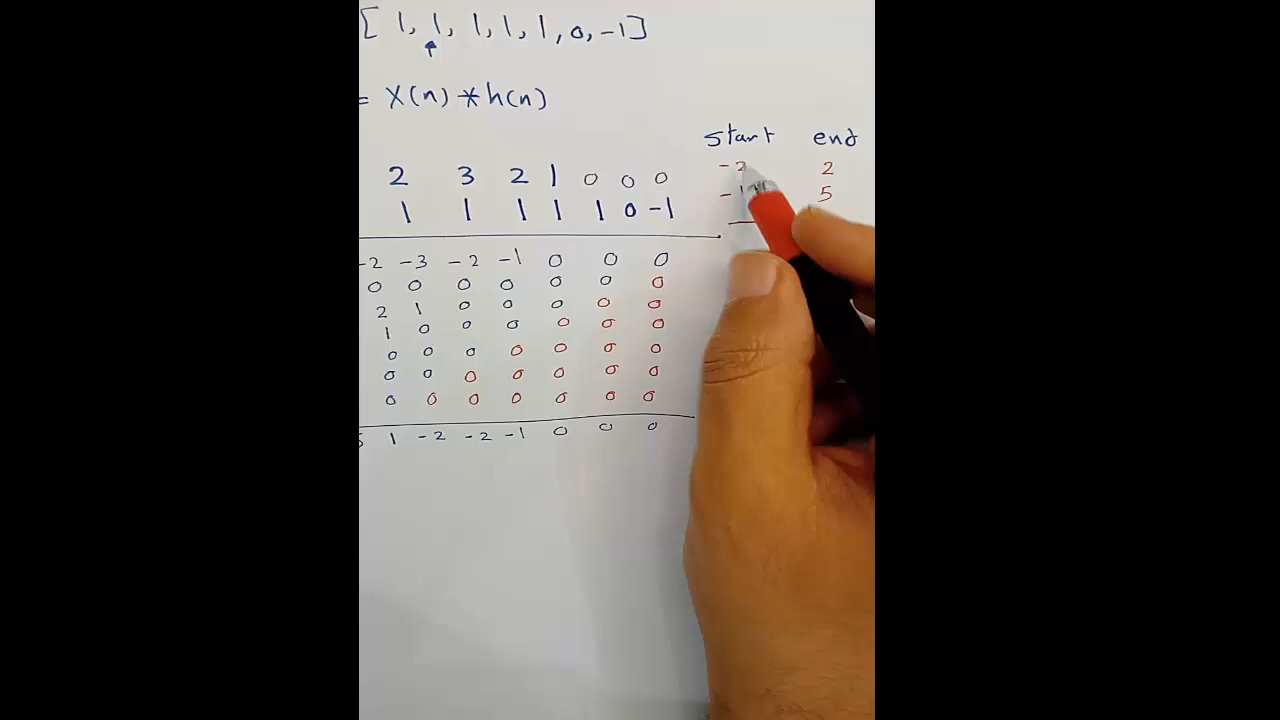 [ 1, 1, 1, 1, 1, 0, -1]
= X(n) * h(n)
start end
-2 2
2 3 2 1 0 0 0
- 5
1 1 1 1 1 0 -1
-2 -3 -2 -1 0 0 0
0 0 0 0 0 0 0
2 1 0 0 0 0 0
1 0 0 0 0 0 0
0 0 0 0 0 0 0
0 0 0 0 0 0 0
0 0 0 0 0 0 0
1 -2 -2 -1 0 0 0